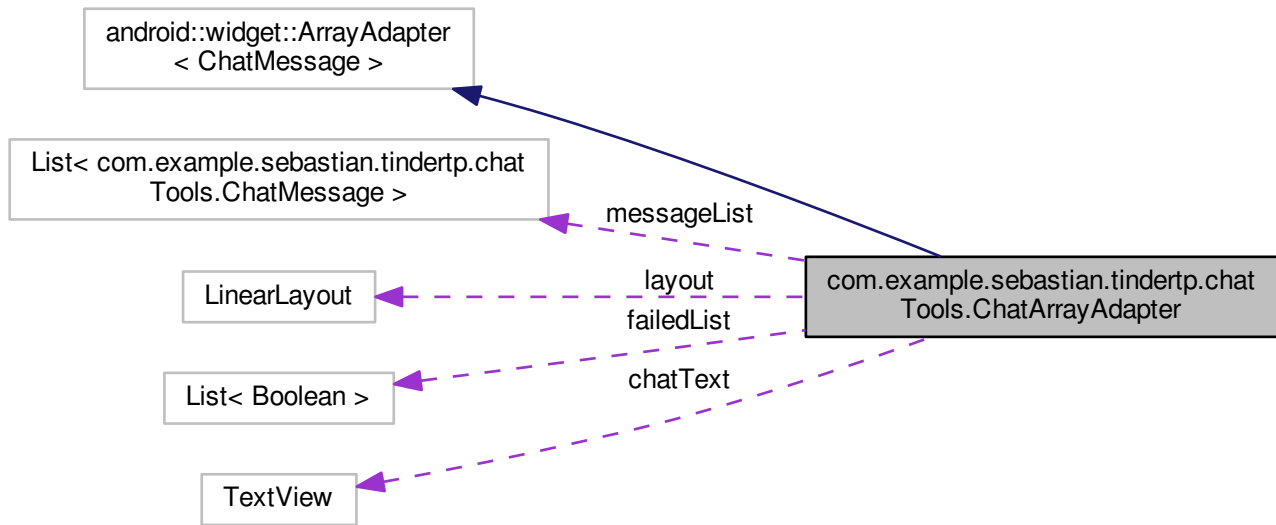 android::widget::ArrayAdapter
< ChatMessage >
List< com.example.sebastian.tindertp.chat
Tools.ChatMessage >
messageList
com.example.sebastian.tindertp.chat
Tools.ChatArrayAdapter
layout
LinearLayout
failedList
List< Boolean >
chatText
TextView